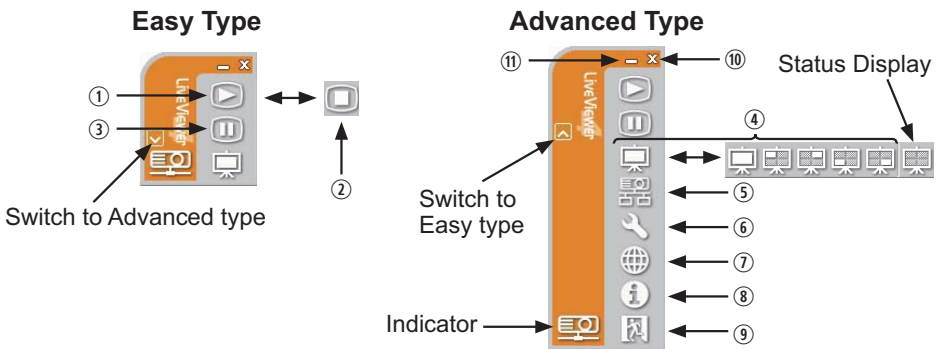 Easy Type
Advanced Type
①
③
LiveViewer
②
Switch to Advanced type
⑪
⑩
Status Display
LiveViewer
④
Switch to
Easy type
⑤
⑥
⑦
⑧
Indicator
⑨